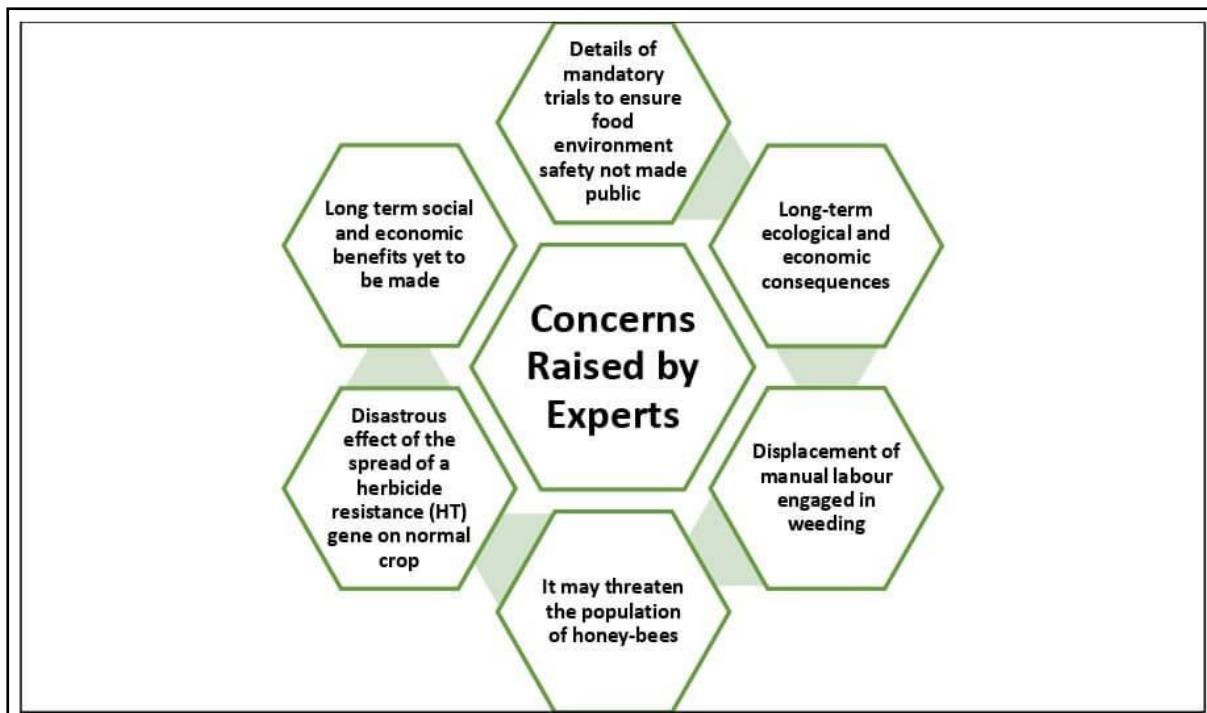 Details of
mandatory
trials to ensure
food
environment
safety not made
public
Long term social
and economic
benefits yet to
be made
Long-term
ecological and
economic
consequences
Concerns
Raised by
Experts
Disastrous
effect of the
spread of a
herbicide
resistance (HT)
gene on normal
crop
Displacement of
manual labour
engaged in
weeding
It may threaten
the population
of honey-bees